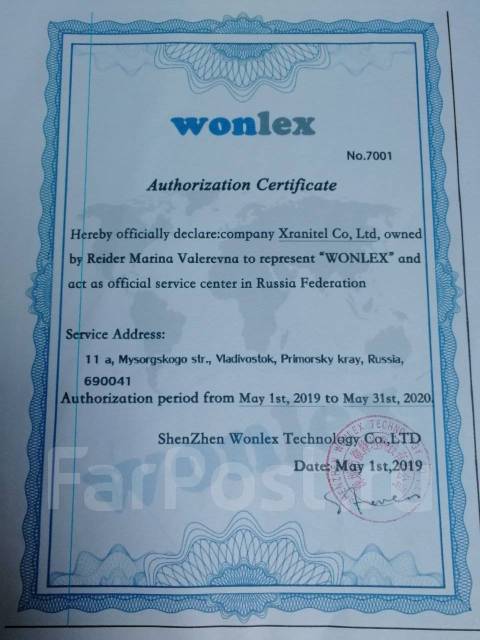 wonlex
No.7001
Authorization Certificate
Hereby officially declare:company Xranitel Co, Ltd, owned
by Reider Marina Valerevna to represent "WONLEX" and
act as official service center in Russia Federation
Service Address:
11 a, Mysorgskogo str., Vladivostok, Primorsky kray, Russia,
690041
Authorization period from May 1st, 2019 to May 31st, 2020.
ShenZhen Wonlex Technology Co.,LTD
Date: May 1st,2019
Steven
FarPost.ru